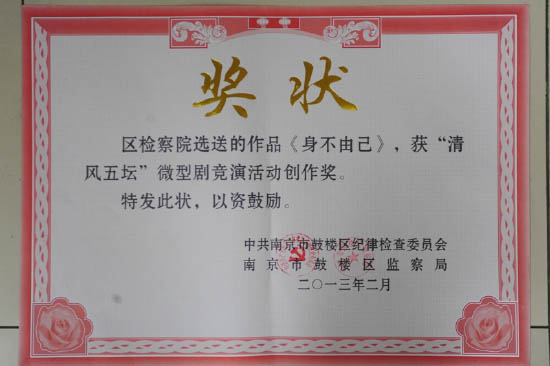 奖状
区检察院选送的作品《身不由己》，获“清
风五坛”微型剧竞演活动创作奖。
特发此状，以资鼓励。
中共南京市鼓楼区纪律检查委员会
南京市鼓楼区监察局
二〇一三年二月